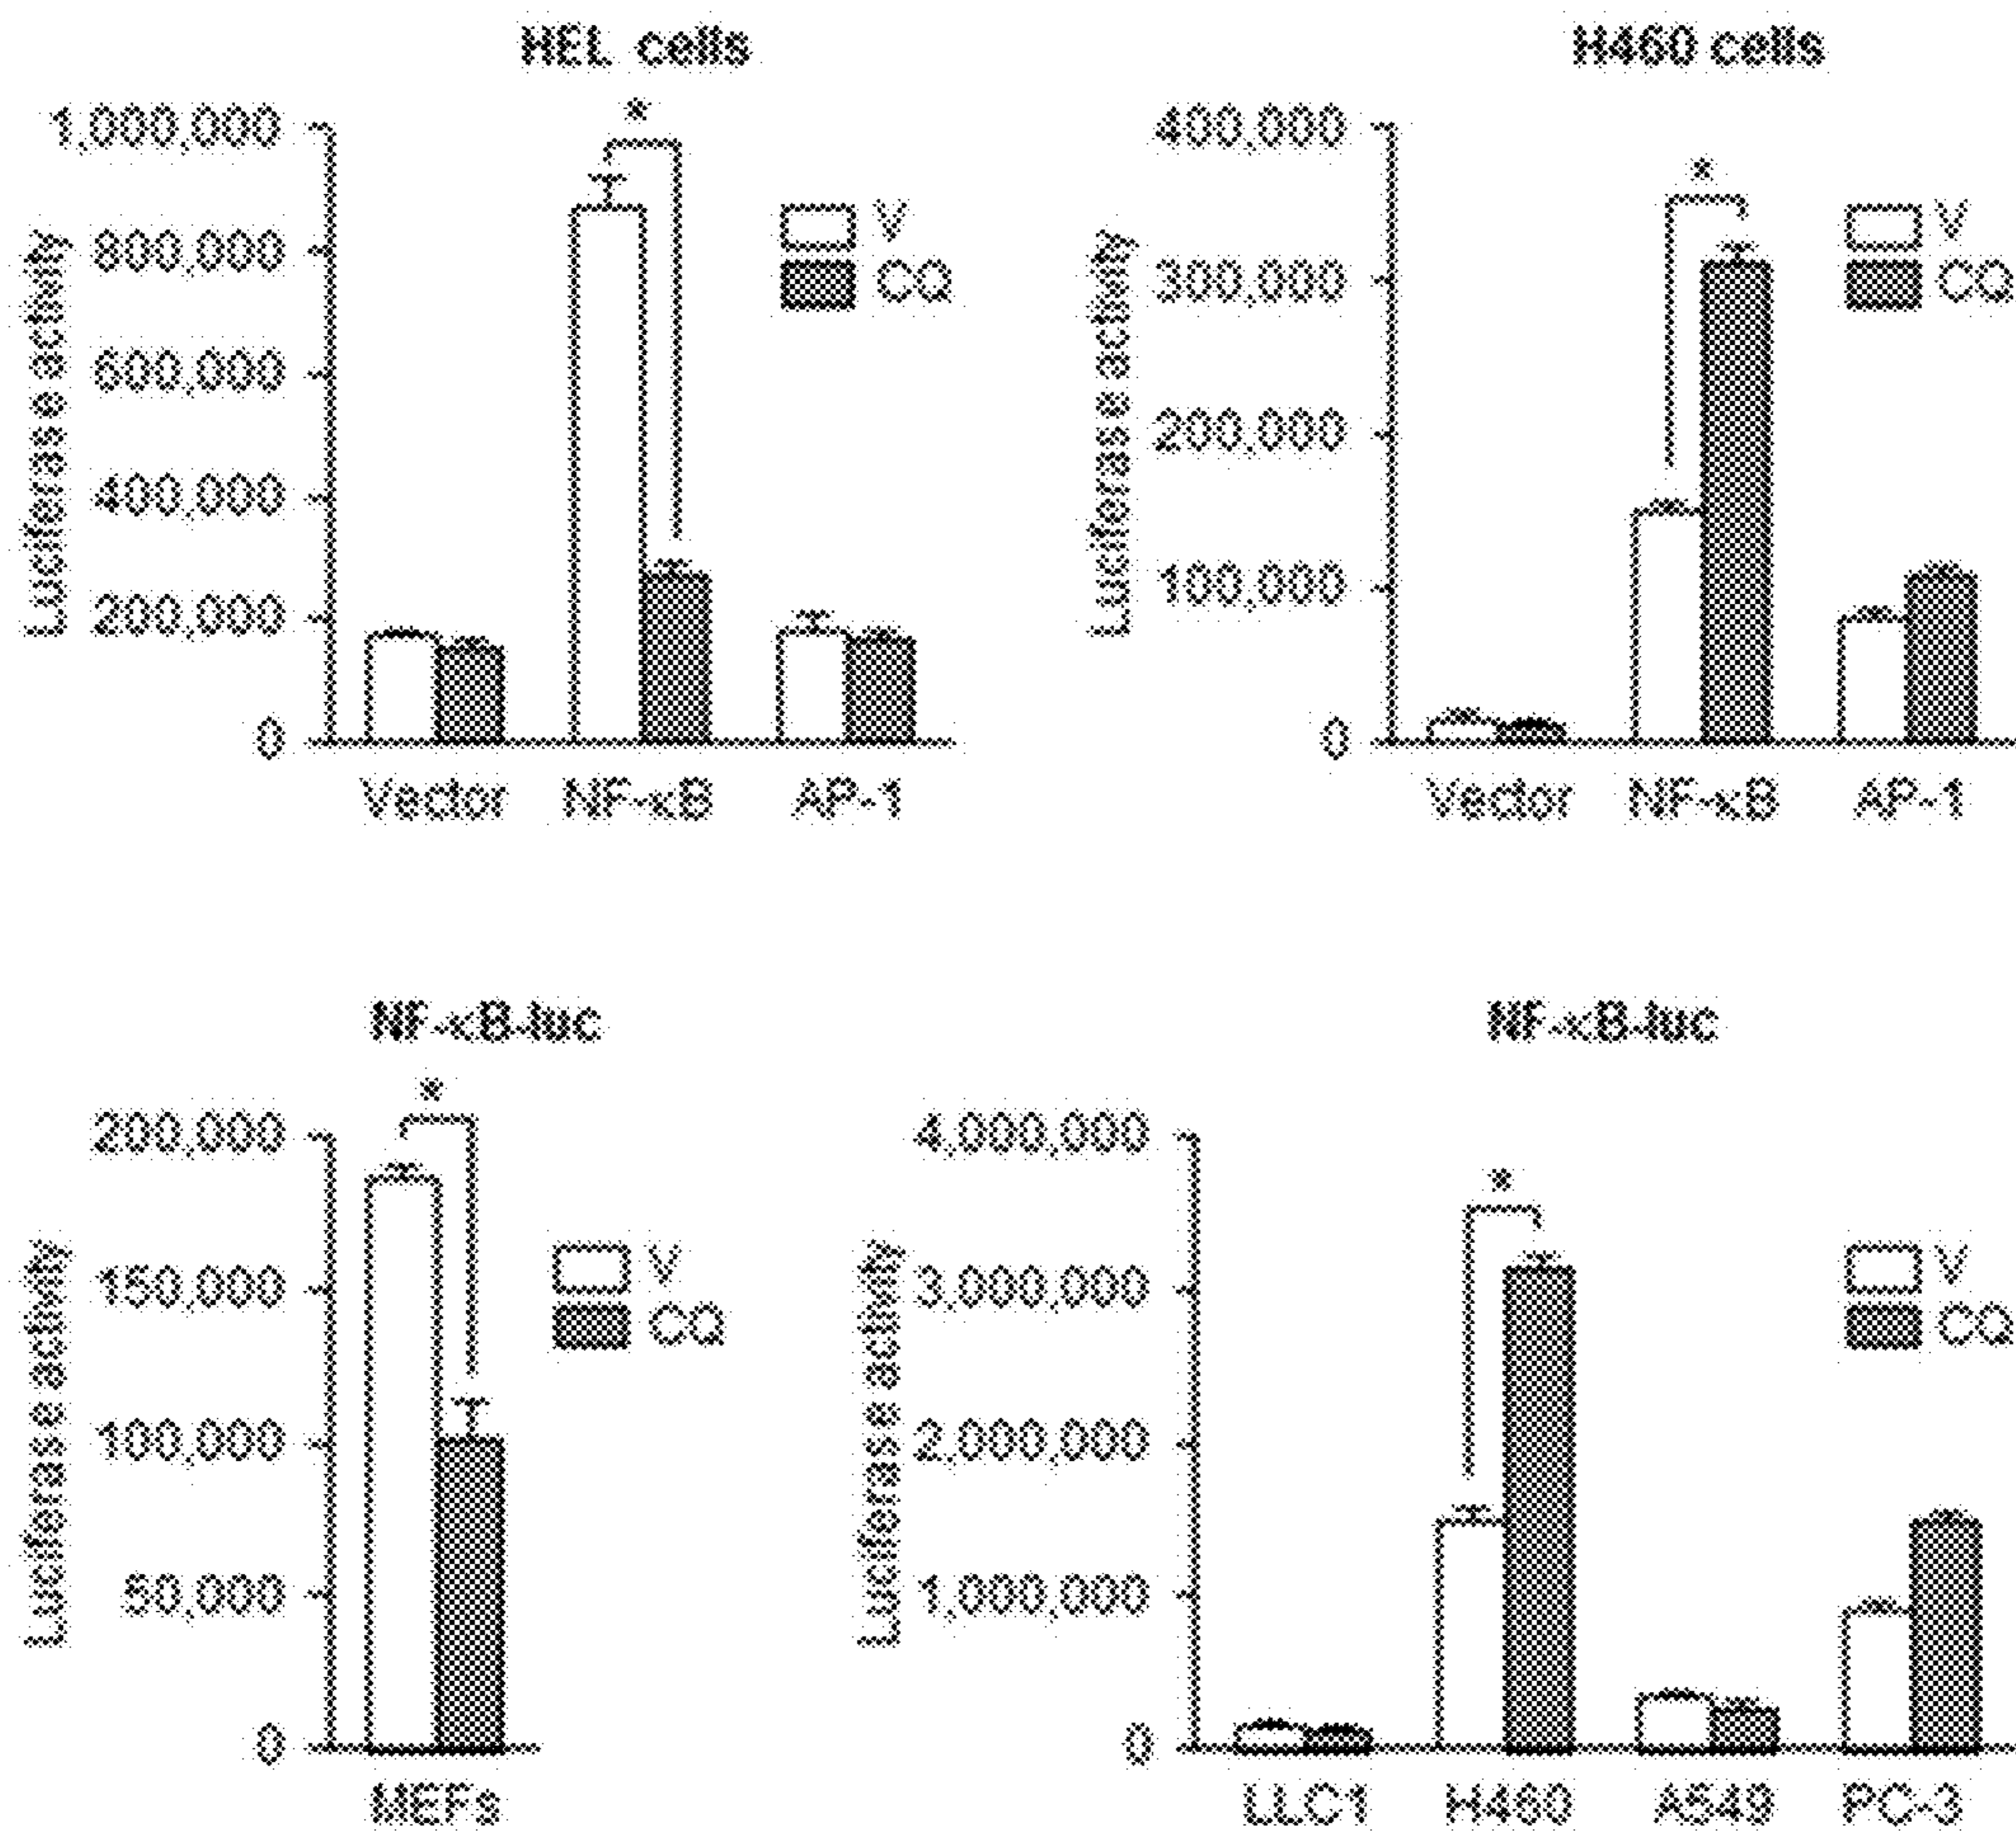 HEL cells
*
1,000,000
800,000
600,000
400,000
200,000
0
Luciferase activity
V
CQ
Vector NF-κB AP-1
H460 cells
*
400,000
300,000
200,000
100,000
0
Luciferase activity
V
CQ
Vector NF-κB AP-1
NF-κB-luc
*
200,000
150,000
100,000
50,000
0
Luciferase activity
V
CQ
MEFs
NF-κB-luc
*
4,000,000
3,000,000
2,000,000
1,000,000
0
Luciferase activity
V
CQ
LLC1 H460 A549 PC-3